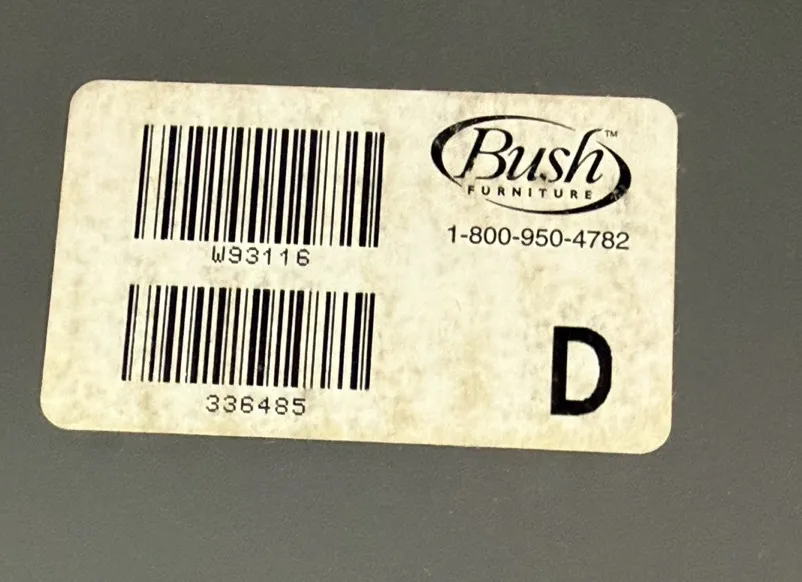 W93116
336485
Bush™
FURNITURE
1-800-950-4782
D